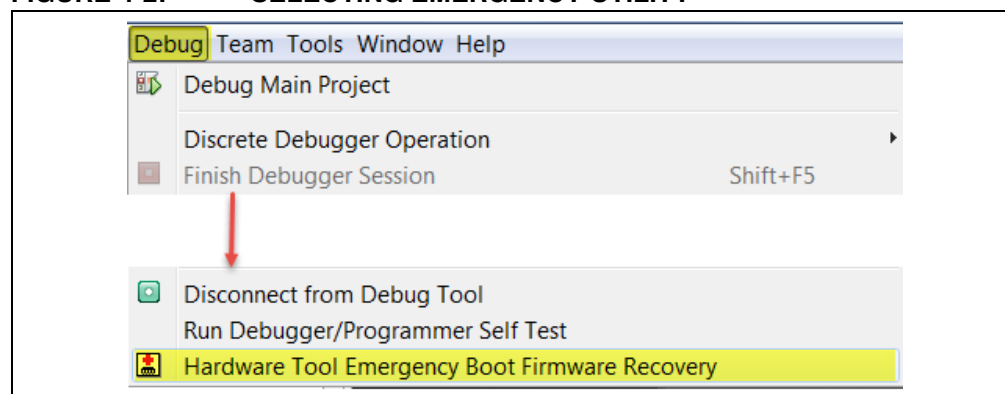 Debug Team Tools Window Help
Debug Main Project
Discrete Debugger Operation
Finish Debugger Session Shift+F5
Disconnect from Debug Tool
Run Debugger/Programmer Self Test
Hardware Tool Emergency Boot Firmware Recovery